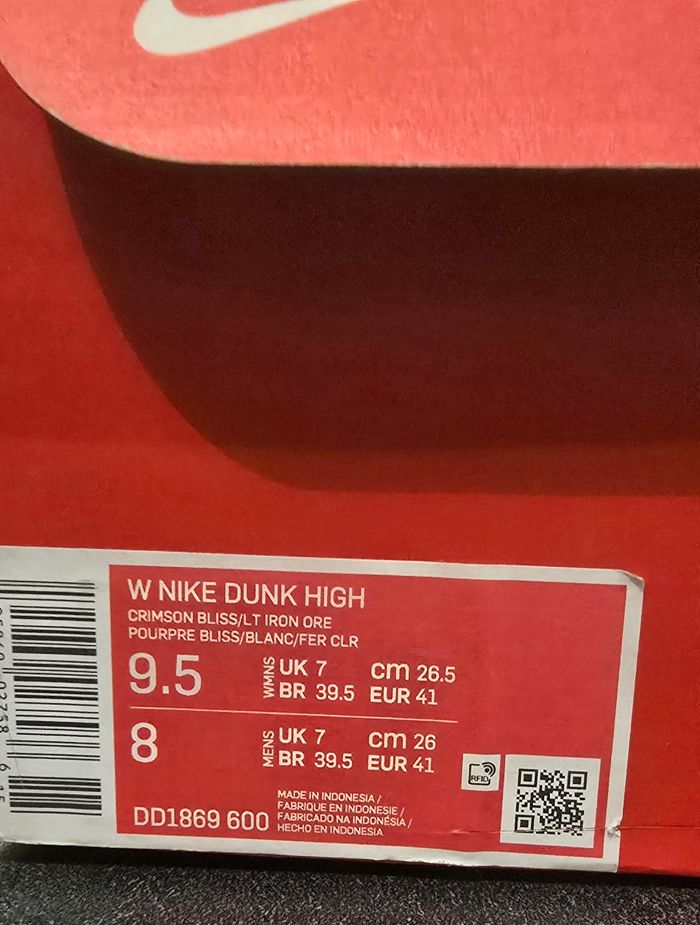 W NIKE DUNK HIGH
CRIMSON BLISS/LT IRON ORE
POURPRE BLISS/BLANC/FER CLR
9.5 WMNS UK 7 cm 26.5
BR 39.5 EUR 41
8 MENS UK 7 cm 26
BR 39.5 EUR 41
RFID
DD1869 600
MADE IN INDONESIA /
FABRIQUE EN INDONESIE /
FABRICADO NA INDONÉSIA /
HECHO EN INDONESIA